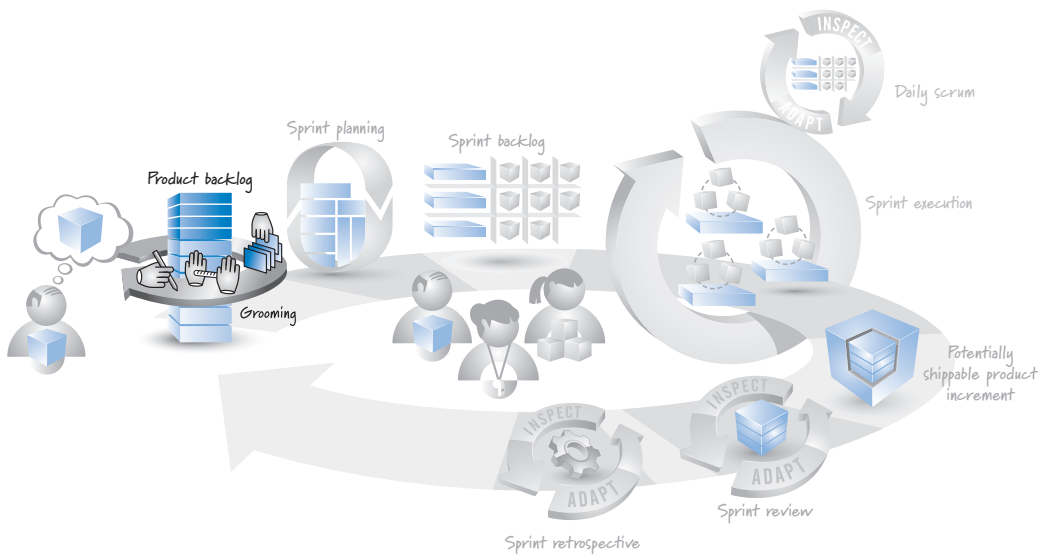 INSPECT
ADAPT
Daily scrum
Sprint planning
Sprint backlog
Product backlog
Sprint execution
Grooming
Potentially
shippable product
increment
INSPECT
ADAPT
Sprint review
INSPECT
ADAPT
Sprint retrospective